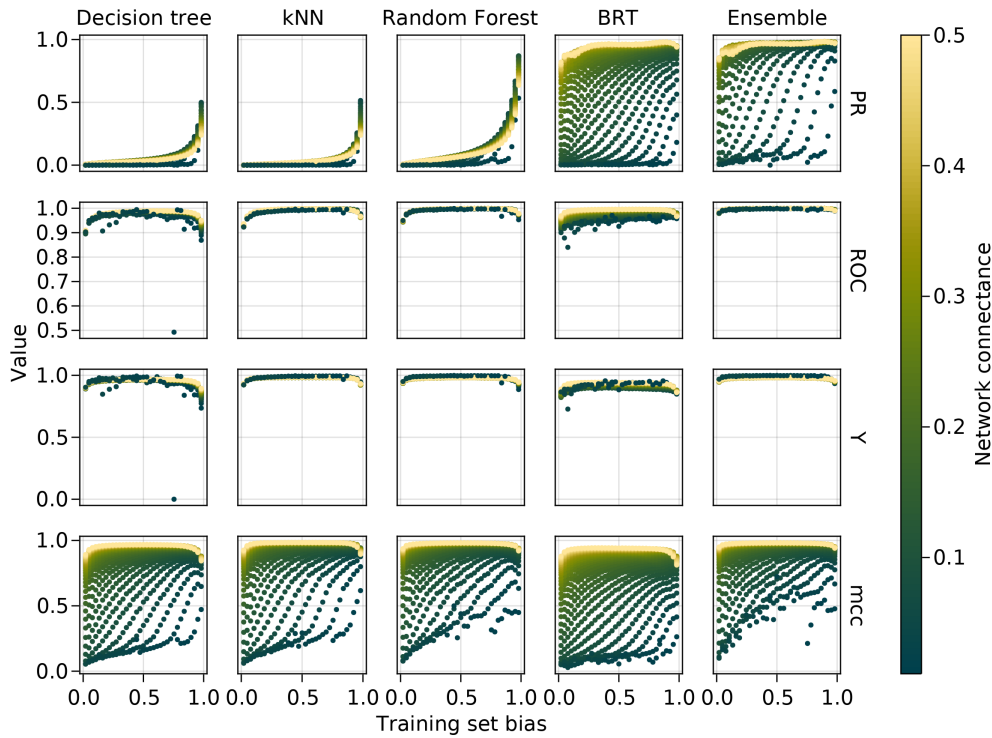 Decision tree kNN Random Forest BRT Ensemble
1.0
0.5
0.0
PR
1.0
0.9
0.8
0.7
0.6
0.5
ROC
Value
1.0
0.5
0.0
Y
1.0
0.5
0.0
mcc
0.0 0.5 1.0 0.0 0.5 1.0 0.0 0.5 1.0 0.0 0.5 1.0 0.0 0.5 1.0
Training set bias
0.5
0.4
0.3
0.2
0.1
Network connectance